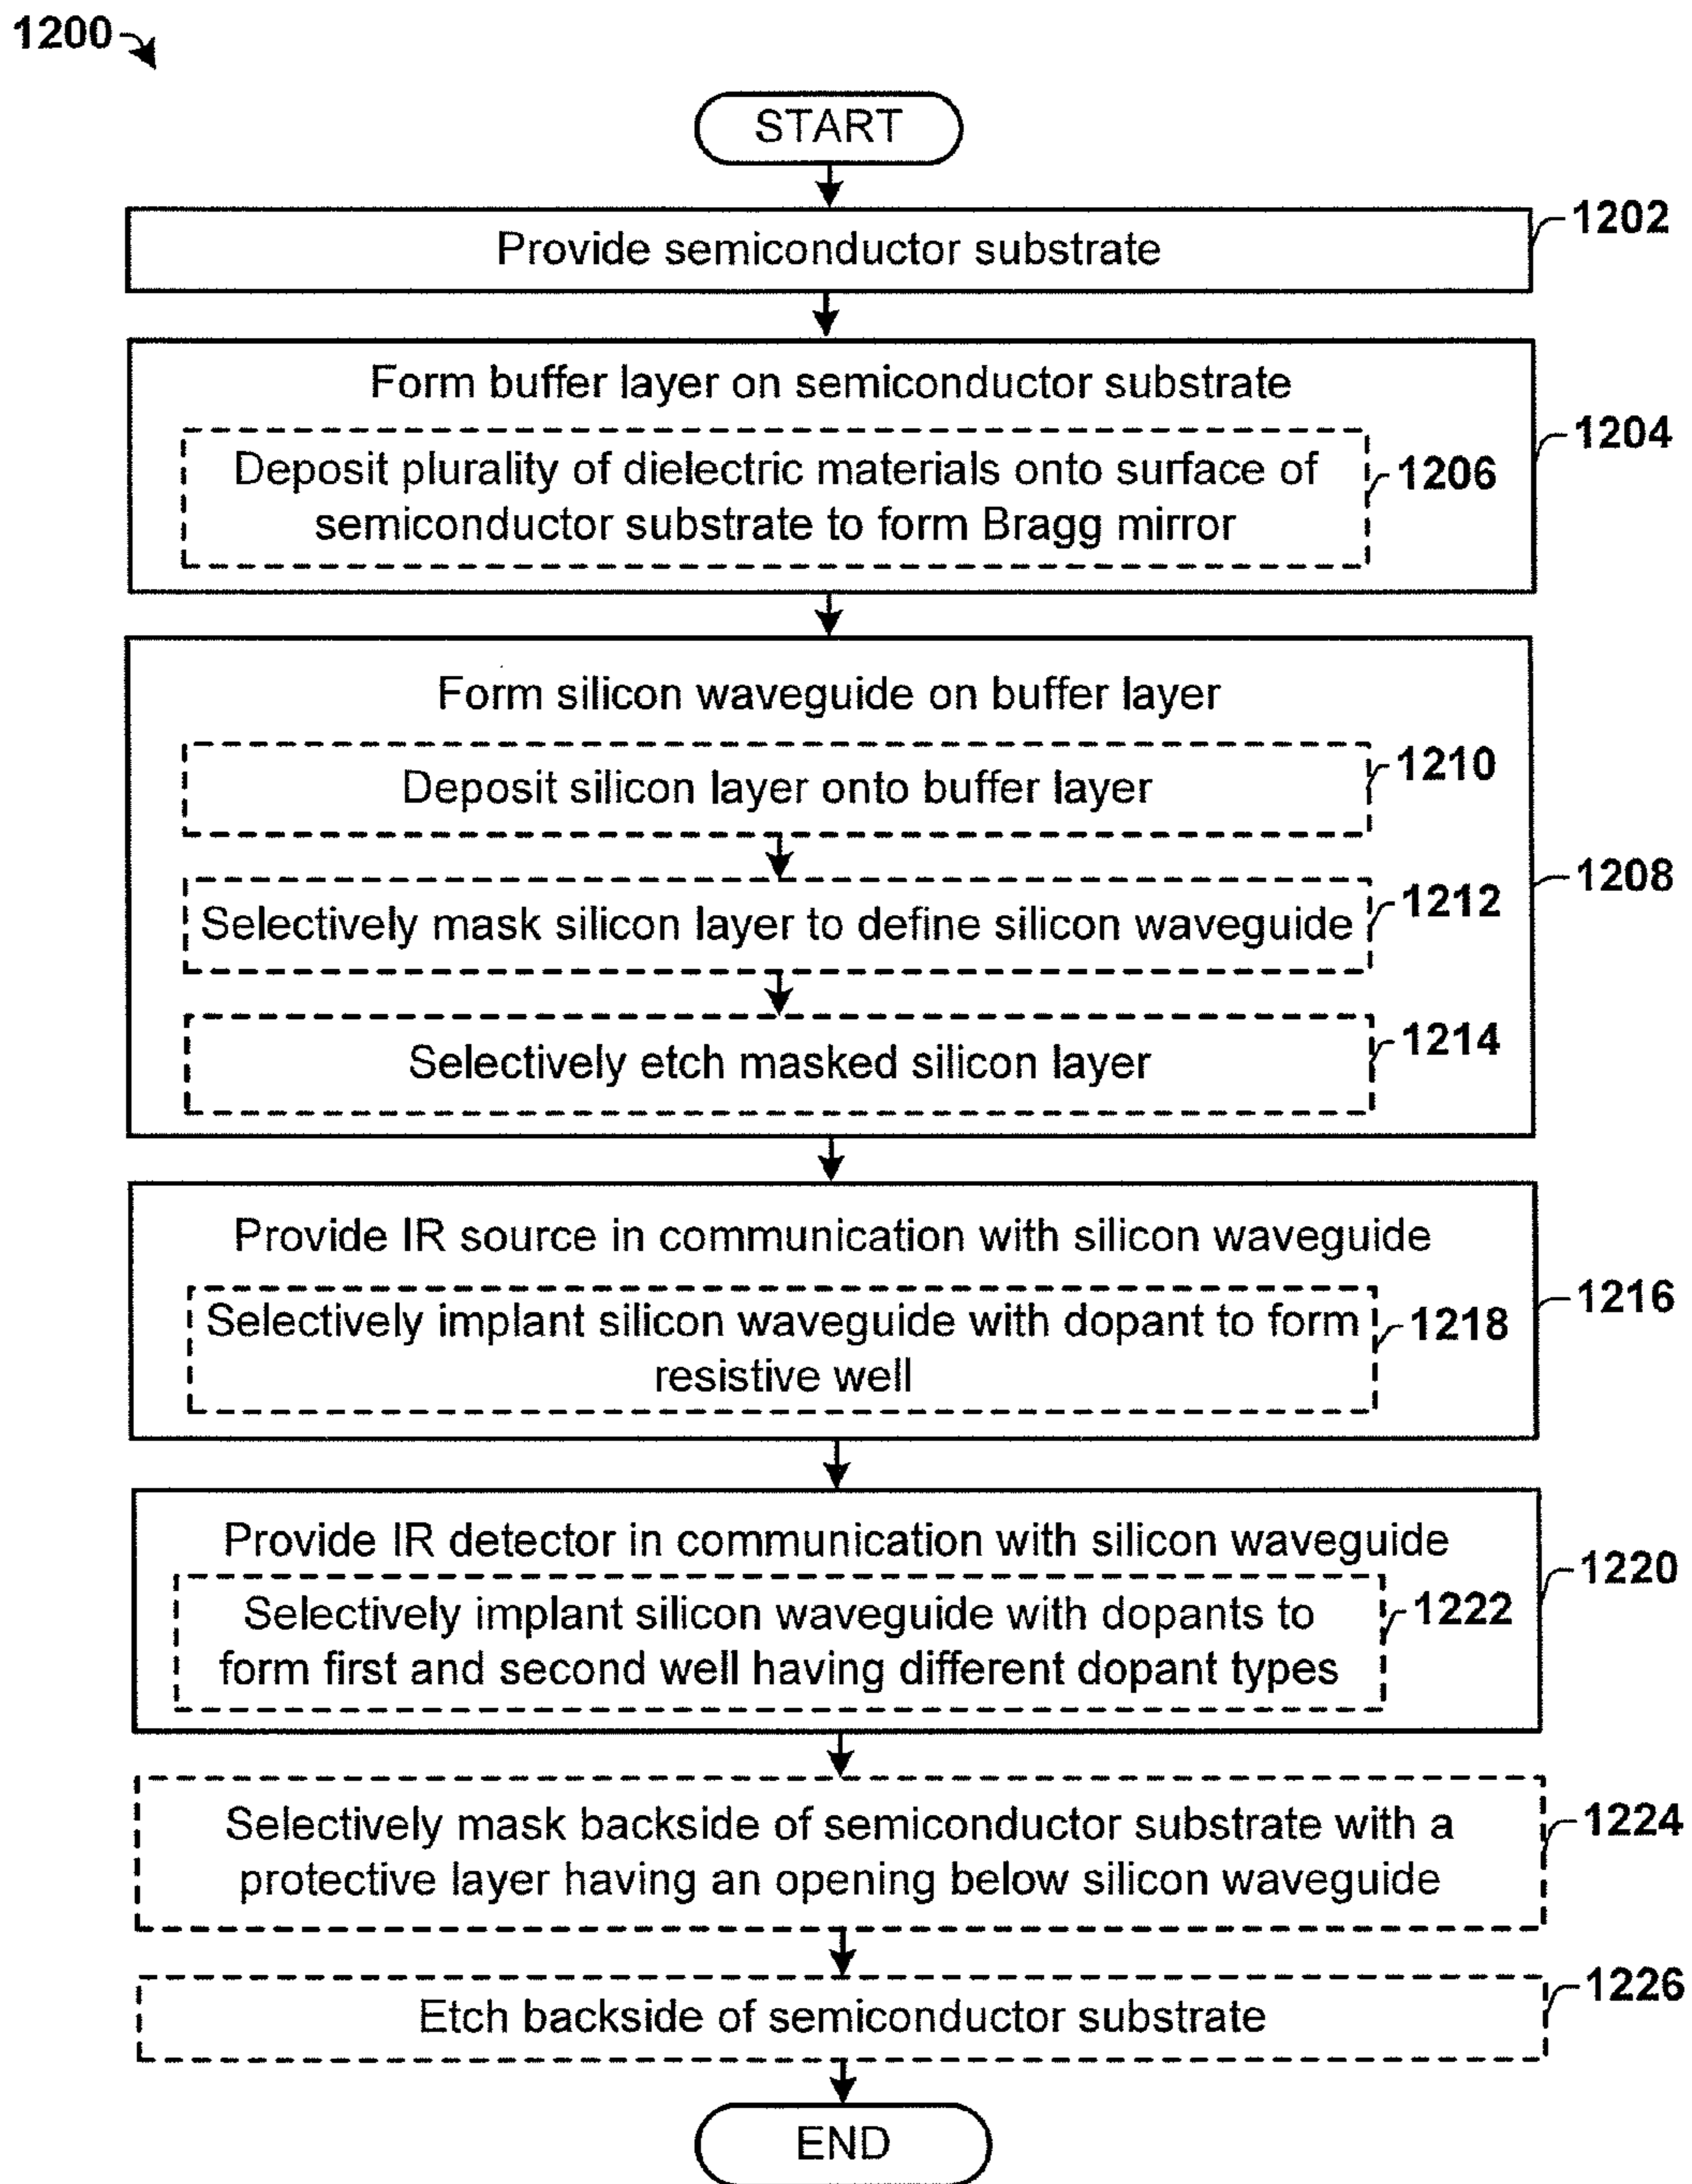 1200
START
Provide semiconductor substrate
1202
Form buffer layer on semiconductor substrate
1204
Deposit plurality of dielectric materials onto surface of
semiconductor substrate to form Bragg mirror
1206
Form silicon waveguide on buffer layer
1208
Deposit silicon layer onto buffer layer
1210
Selectively mask silicon layer to define silicon waveguide
1212
Selectively etch masked silicon layer
1214
Provide IR source in communication with silicon waveguide
1216
Selectively implant silicon waveguide with dopant to form
resistive well
1218
Provide IR detector in communication with silicon waveguide
1220
Selectively implant silicon waveguide with dopants to
form first and second well having different dopant types
1222
Selectively mask backside of semiconductor substrate with a
protective layer having an opening below silicon waveguide
1224
Etch backside of semiconductor substrate
1226
END